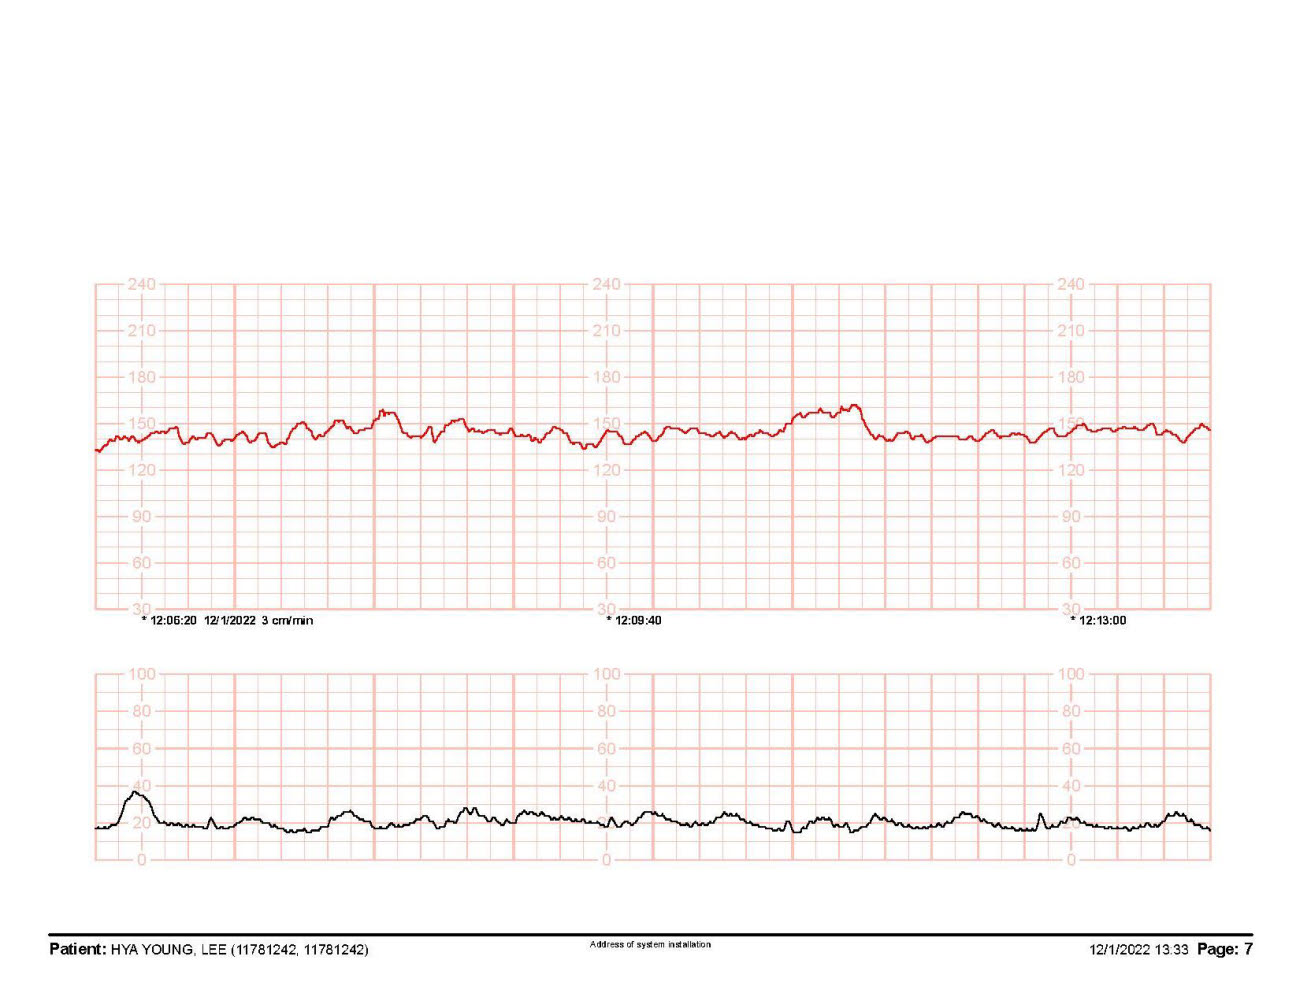 240 240 240
210 210 210
180 180 180
150 150 150
120 120 120
90 90 90
60 60 60
30 30 30
* 12:06:20 12/1/2022 3 cm/min * 12:09:40 * 12:13:00
100 100 100
80 80 80
60 60 60
40 40 40
20 20 20
0 0 0
Patient: HYA YOUNG, LEE (11781242, 11781242) Address of system installation 12/1/2022 13:33 Page: 7